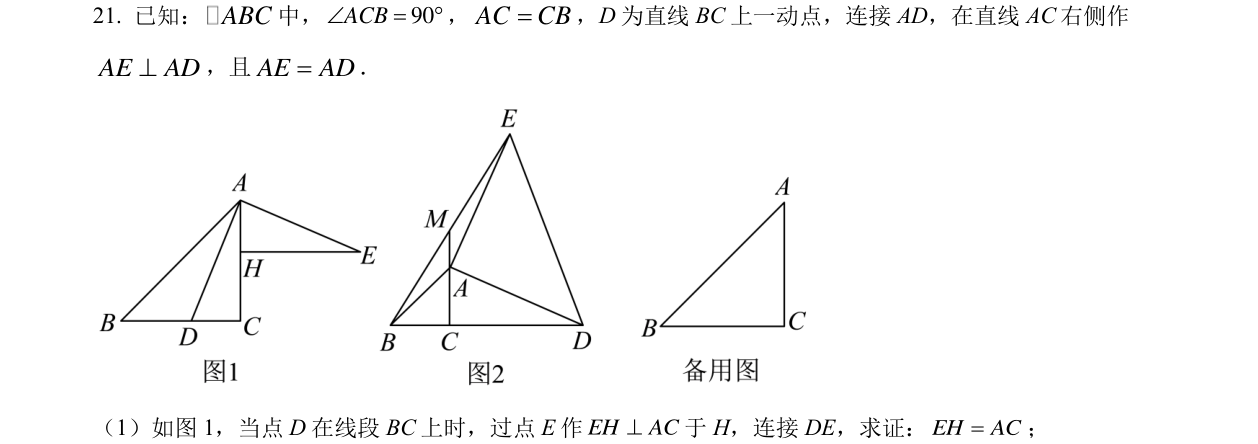 21. 已知：□ABC 中，∠ACB = 90°，AC = CB，D 为直线 BC 上一动点，连接 AD，在直线 AC 右侧作
AE ⊥ AD，且 AE = AD．
A
H
E
B
D
C
图1
E
M
A
B
C
D
图2
A
B
C
备用图
（1）如图 1，当点 D 在线段 BC 上时，过点 E 作 EH ⊥ AC 于 H，连接 DE，求证：EH = AC；